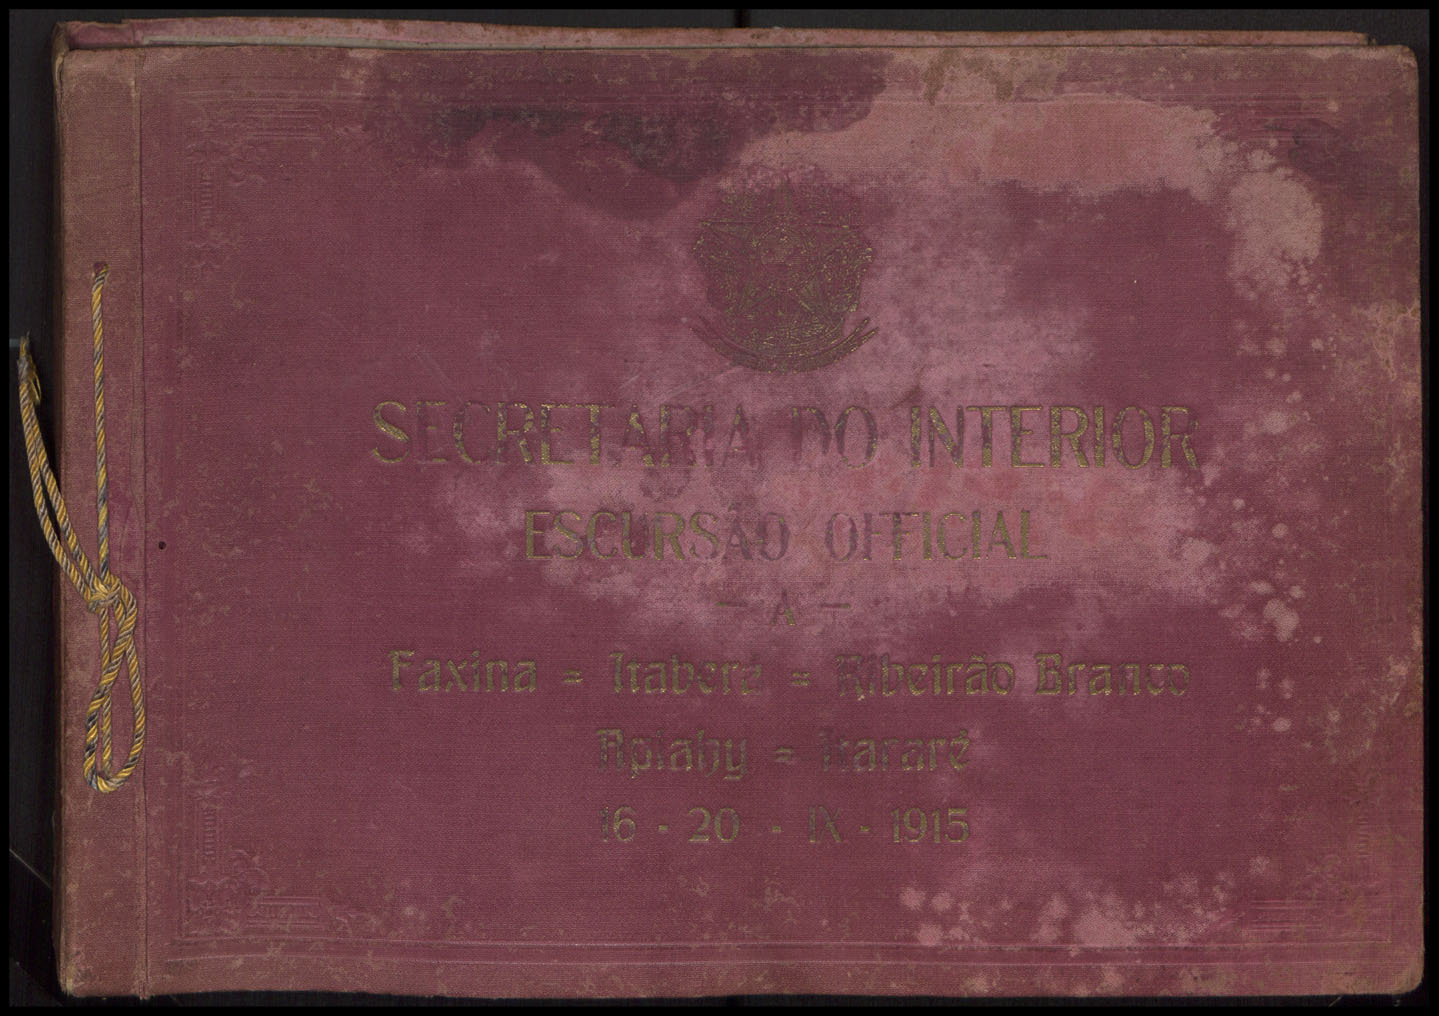 SECRETARIA DO INTERIOR
ESCURSÃO OFFICIAL
— A —
Faxina = Itaberá = Ribeirão Branco
Apiahy = Itararé
16 - 20 - IX - 1915